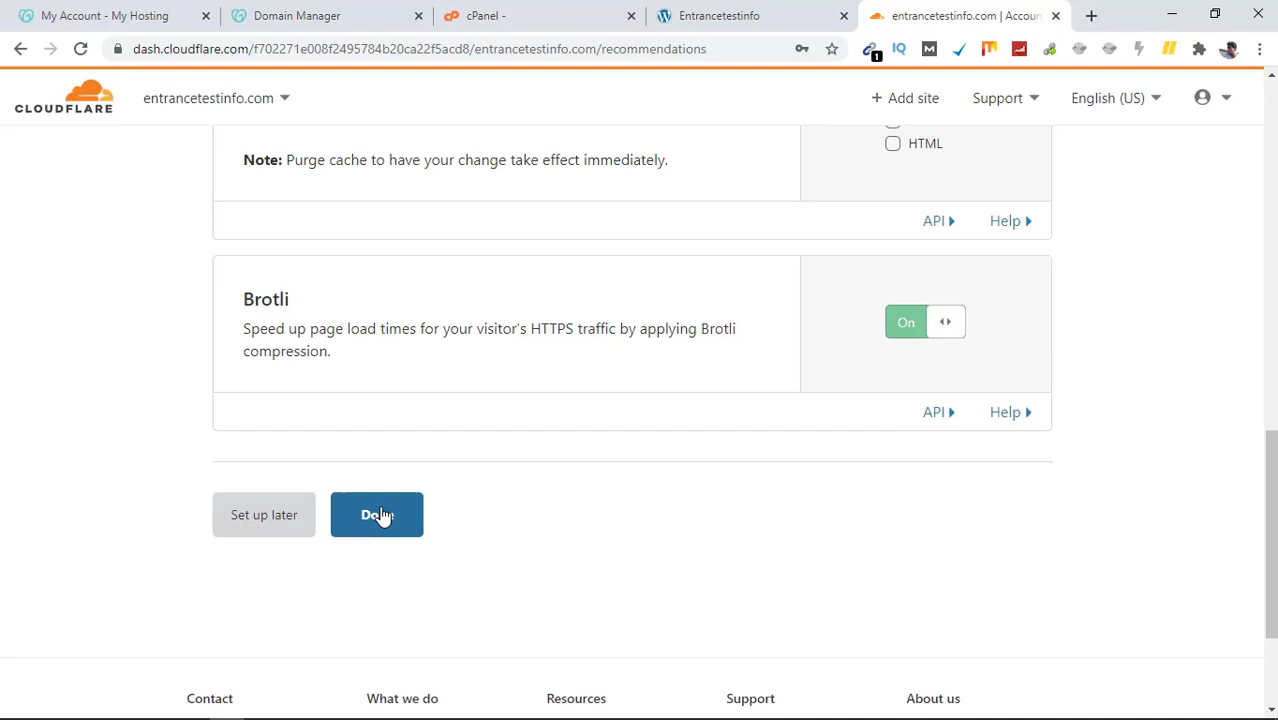 My Account - My Hosting
Domain Manager
cPanel -
Entrancetestinfo
entrancetestinfo.com | Accou
dash.cloudflare.com/f702271e008f2495784b20ca22f5acd8/entrancetestinfo.com/recommendations
IQ
M
1
CLOUDFLARE
entrancetestinfo.com
+ Add site
Support
English (US)
HTML
Note: Purge cache to have your change take effect immediately.
API
Help
Brotli
Speed up page load times for your visitor's HTTPS traffic by applying Brotli
compression.
On
API
Help
Set up later
Contact
What we do
Resources
Support
About us